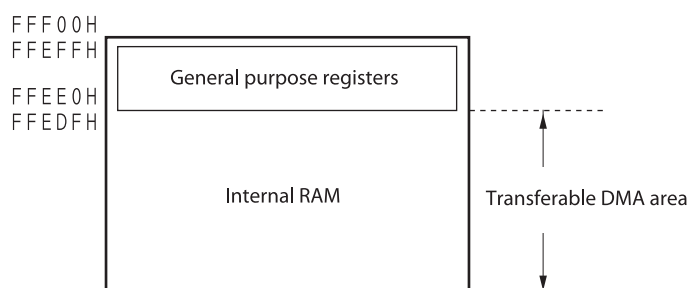 FFF00H
FFEFFH
General purpose registers
FFEE0H
FFEDFH
Internal RAM
Transferable DMA area